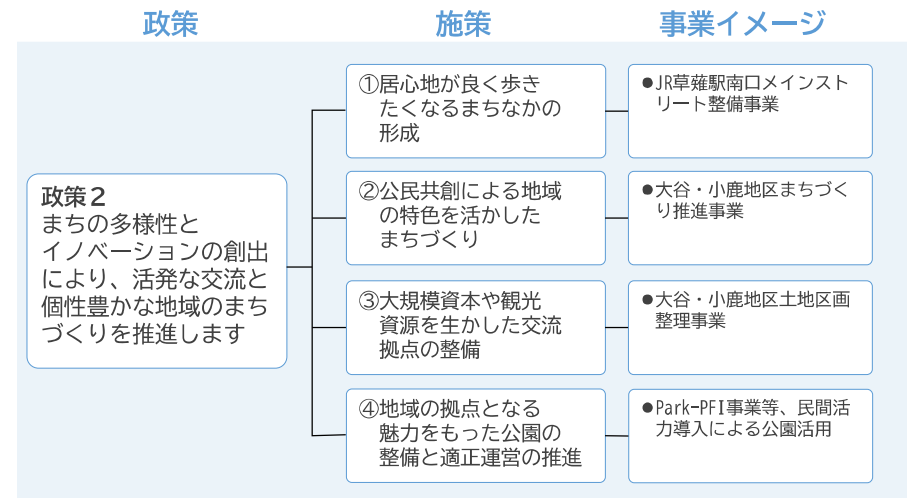 政策
施策
事業イメージ
政策2
まちの多様性と
イノベーションの創出
により、活発な交流と
個性豊かな地域のまち
づくりを推進します
①居心地が良く歩き
たくなるまちなかの
形成
●JR草薙駅南口メインスト
リート整備事業
②公民共創による地域
の特色を活かした
まちづくり
●大谷・小鹿地区まちづく
り推進事業
③大規模資本や観光
資源を生かした交流
拠点の整備
●大谷・小鹿地区土地区画
整理事業
④地域の拠点となる
魅力をもった公園の
整備と適正運営の推進
●Park-PFI事業等、民間活
力導入による公園活用